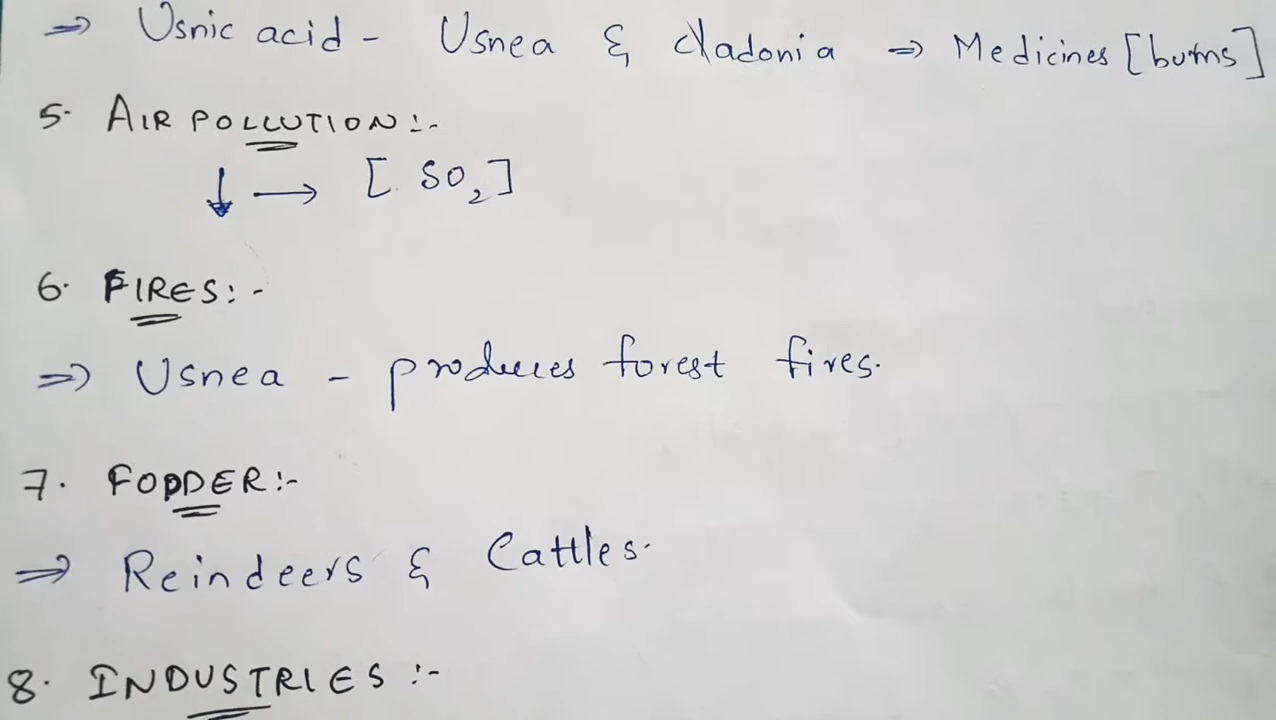 ⇒ Usnic acid - Usnea & cladonia ⇒ Medicines [burns]
5. AIR POLLUTION :-
↓ → [SO₂]
6. FIRES :-
⇒ Usnea - produces forest fires.
7. FODDER :-
⇒ Reindeers & Cattles.
8. INDUSTRIES :-